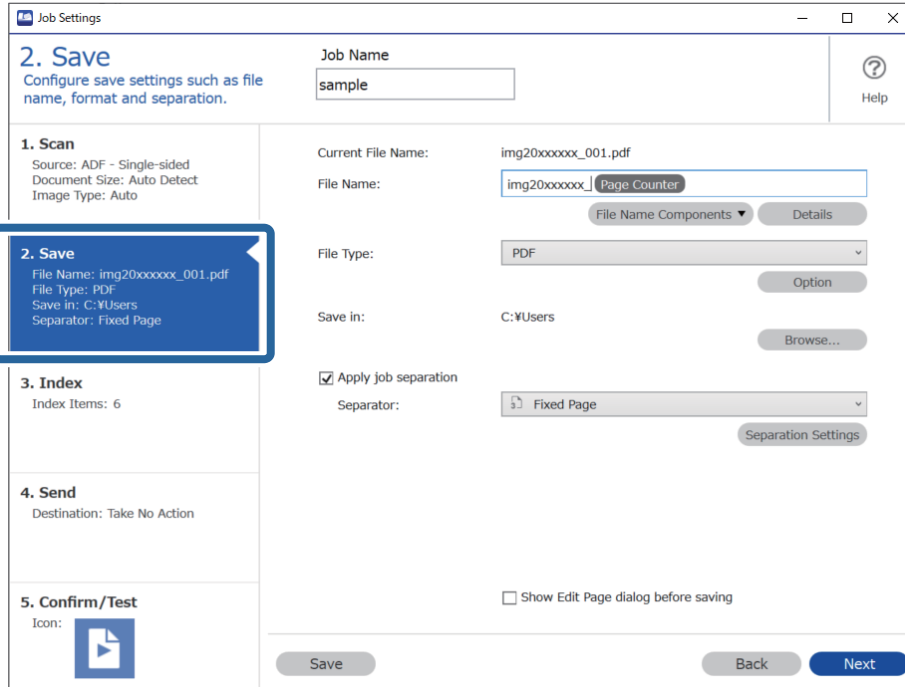 Job Settings
2. Save
Configure save settings such as file
name, format and separation.
Job Name
sample
Help
1. Scan
Source: ADF - Single-sided
Document Size: Auto Detect
Image Type: Auto
2. Save
File Name: img20xxxxxx_001.pdf
File Type: PDF
Save in: C:¥Users
Separator: Fixed Page
3. Index
Index Items: 6
4. Send
Destination: Take No Action
5. Confirm/Test
Icon:
Current File Name: img20xxxxxx_001.pdf
File Name: img20xxxxxx_ Page Counter
File Name Components Details
File Type: PDF
Option
Save in: C:¥Users
Browse...
Apply job separation
Separator: Fixed Page
Separation Settings
Show Edit Page dialog before saving
Save Back Next